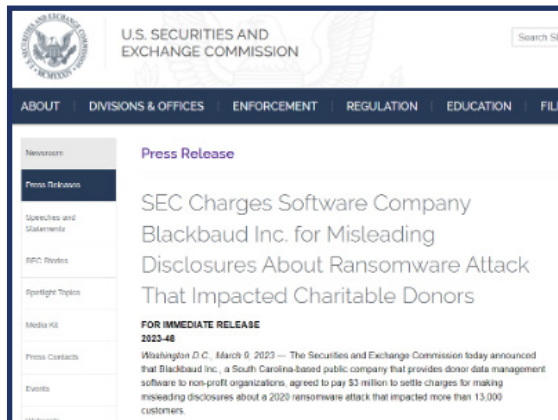 U.S. SECURITIES AND
EXCHANGE COMMISSION
Search
ABOUT
DIVISIONS & OFFICES
ENFORCEMENT
REGULATION
EDUCATION
Newsroom
Press Releases
Speeches and
Statements
SEC Stories
Spotlight Topics
Media Kit
Press Contacts
Events
Press Release
SEC Charges Software Company
Blackbaud Inc. for Misleading
Disclosures About Ransomware Attack
That Impacted Charitable Donors
FOR IMMEDIATE RELEASE
2023-48
Washington D.C., March 9, 2023 — The Securities and Exchange Commission today announced
that Blackbaud Inc., a South Carolina-based public company that provides donor data management
software to non-profit organizations, agreed to pay $3 million to settle charges for making
misleading disclosures about a 2020 ransomware attack that impacted more than 13,000
customers.